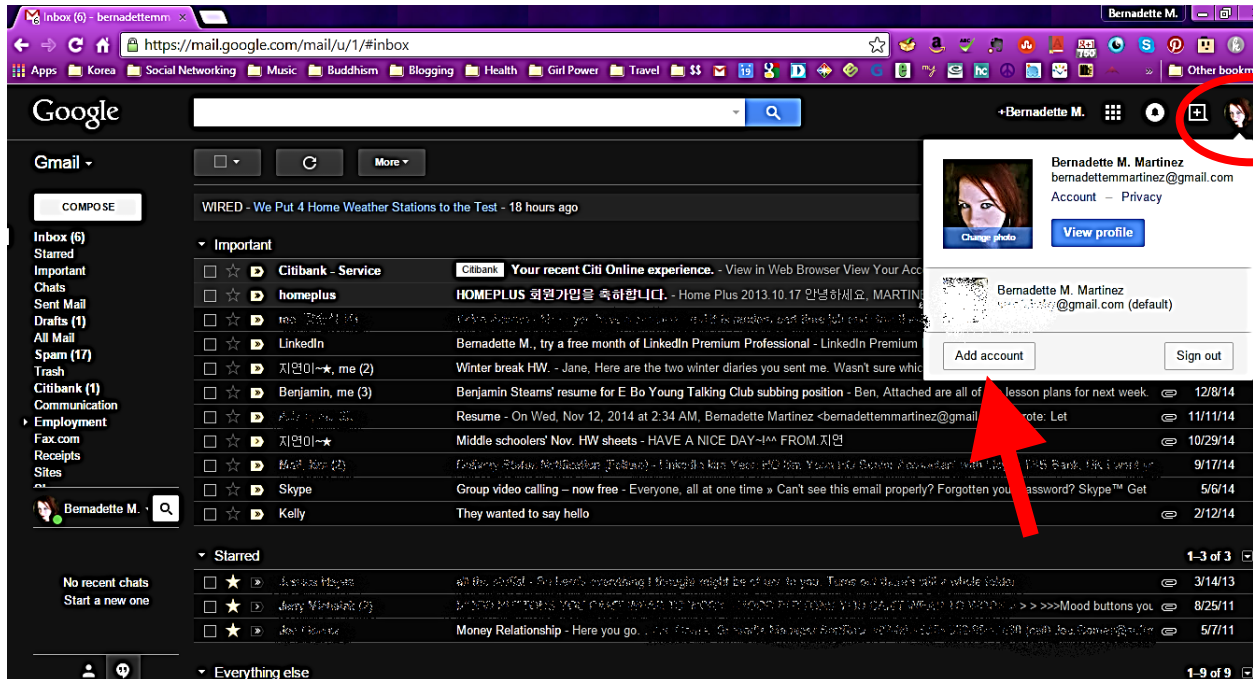 Inbox (6) - bernadettemm
Bernadette M.
https://mail.google.com/mail/u/1/#inbox
Apps Korea Social Networking Music Buddhism Blogging Health Girl Power Travel $$ Other bookm
Google
+Bernadette M.
Gmail
More
COMPOSE
WIRED - We Put 4 Home Weather Stations to the Test - 18 hours ago
Bernadette M. Martinez
bernadettemmartinez@gmail.com
Account – Privacy
Change photo
View profile
Bernadette M. Martinez
@gmail.com (default)
Add account
Sign out
Inbox (6)
Starred
Important
Chats
Sent Mail
Drafts (1)
All Mail
Spam (17)
Trash
Citibank (1)
Communication
Employment
Fax.com
Receipts
Sites
Bernadette M.
No recent chats
Start a new one
Important
Citibank - Service Citibank Your recent Citi Online experience. - View in Web Browser View Your Acc
homeplus HOMEPLUS 회원가입을 축하합니다. - Home Plus 2013.10.17 안녕하세요, MARTIN
LinkedIn Bernadette M., try a free month of LinkedIn Premium Professional - LinkedIn Premium
지연이~★, me (2) Winter break HW. - Jane, Here are the two winter diaries you sent me. Wasn't sure whic
Benjamin, me (3) Benjamin Stearns' resume for E Bo Young Talking Club subbing position - Ben, Attached are all of lesson plans for next week. 12/8/14
Resume - On Wed, Nov 12, 2014 at 2:34 AM, Bernadette Martinez <bernadettemmartinez@gmail wrote: Let 11/11/14
지연이~★ Middle schoolers' Nov. HW sheets - HAVE A NICE DAY~!^^ FROM.지연 10/29/14
9/17/14
Skype Group video calling – now free - Everyone, all at one time » Can't see this email properly? Forgotten your password? Skype™ Get 5/6/14
Kelly They wanted to say hello 2/12/14
Starred 1–3 of 3
3/14/13
> > >>>Mood buttons you 8/25/11
Money Relationship - Here you go. 5/7/11
Everything else 1–9 of 9